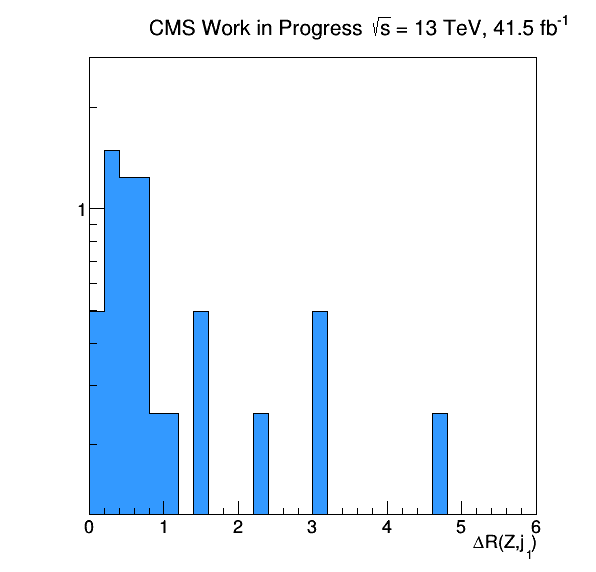 CMS Work in Progress √s = 13 TeV, 41.5 fb⁻¹
1
0 1 2 3 4 5 6
ΔR(Z,j₁)